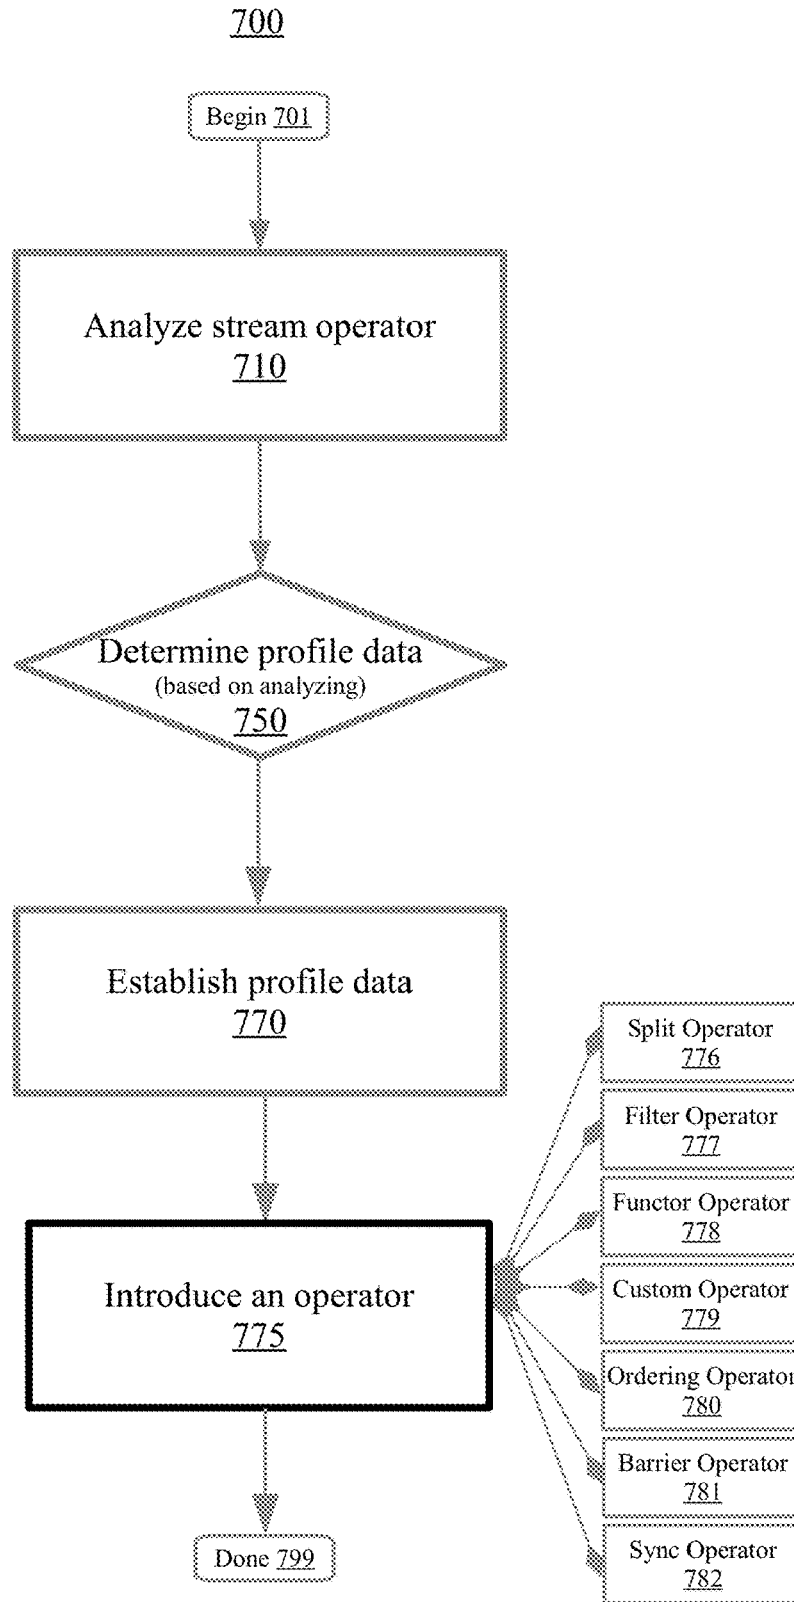 700
Begin 701
Analyze stream operator
710
Determine profile data
(based on analyzing)
750
Establish profile data
770
Split Operator
776
Filter Operator
777
Functor Operator
778
Custom Operator
779
Introduce an operator
775
Ordering Operator
780
Barrier Operator
781
Sync Operator
782
Done 799